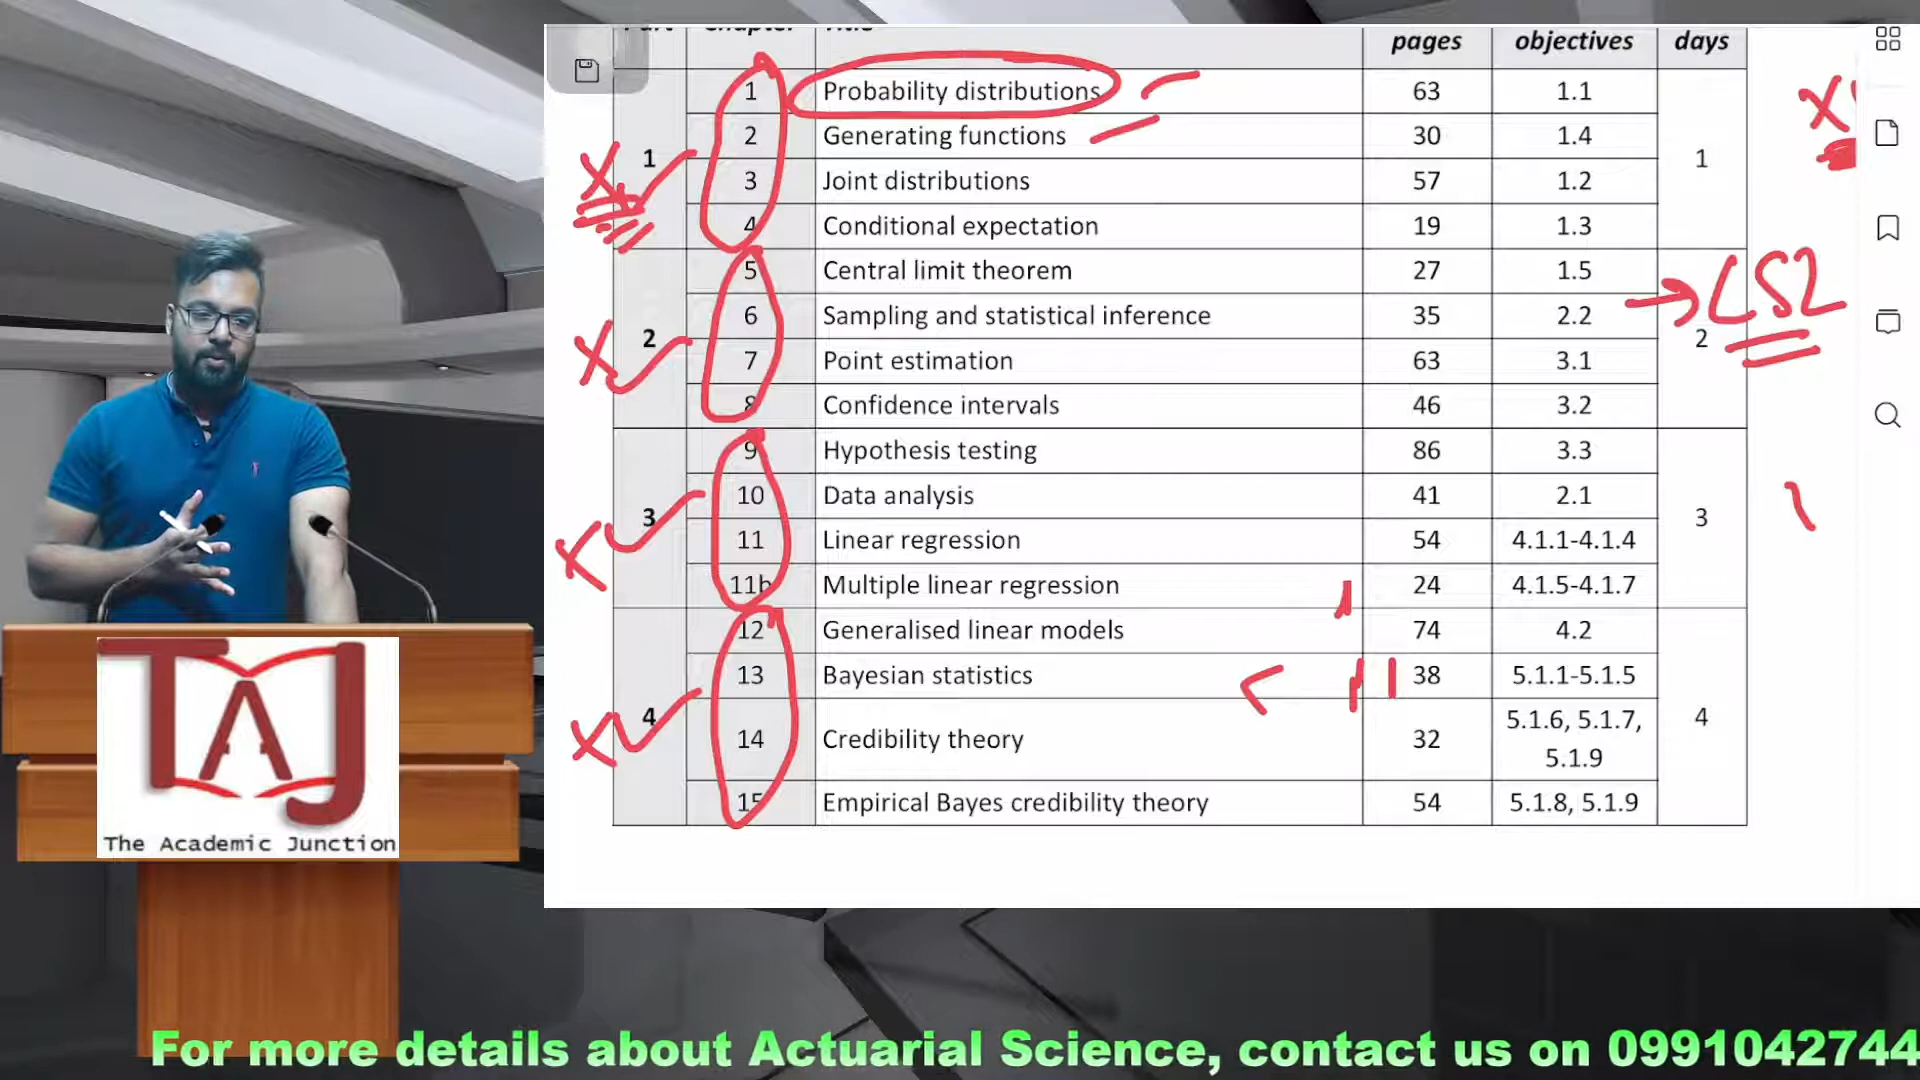 pages objectives days
1 Probability distributions 63 1.1
2 Generating functions 30 1.4
1 1
3 Joint distributions 57 1.2
4 Conditional expectation 19 1.3
5 Central limit theorem 27 1.5
→ CS2
6 Sampling and statistical inference 35 2.2
2 2
7 Point estimation 63 3.1
8 Confidence intervals 46 3.2
9 Hypothesis testing 86 3.3
10 Data analysis 41 2.1
3 3
11 Linear regression 54 4.1.1-4.1.4
11b Multiple linear regression 24 4.1.5-4.1.7
12 Generalised linear models 74 4.2
13 Bayesian statistics 38 5.1.1-5.1.5
4 4
14 Credibility theory 32 5.1.6, 5.1.7,
5.1.9
15 Empirical Bayes credibility theory 54 5.1.8, 5.1.9
TAJ
The Academic Junction
For more details about Actuarial Science, contact us on 0991042744